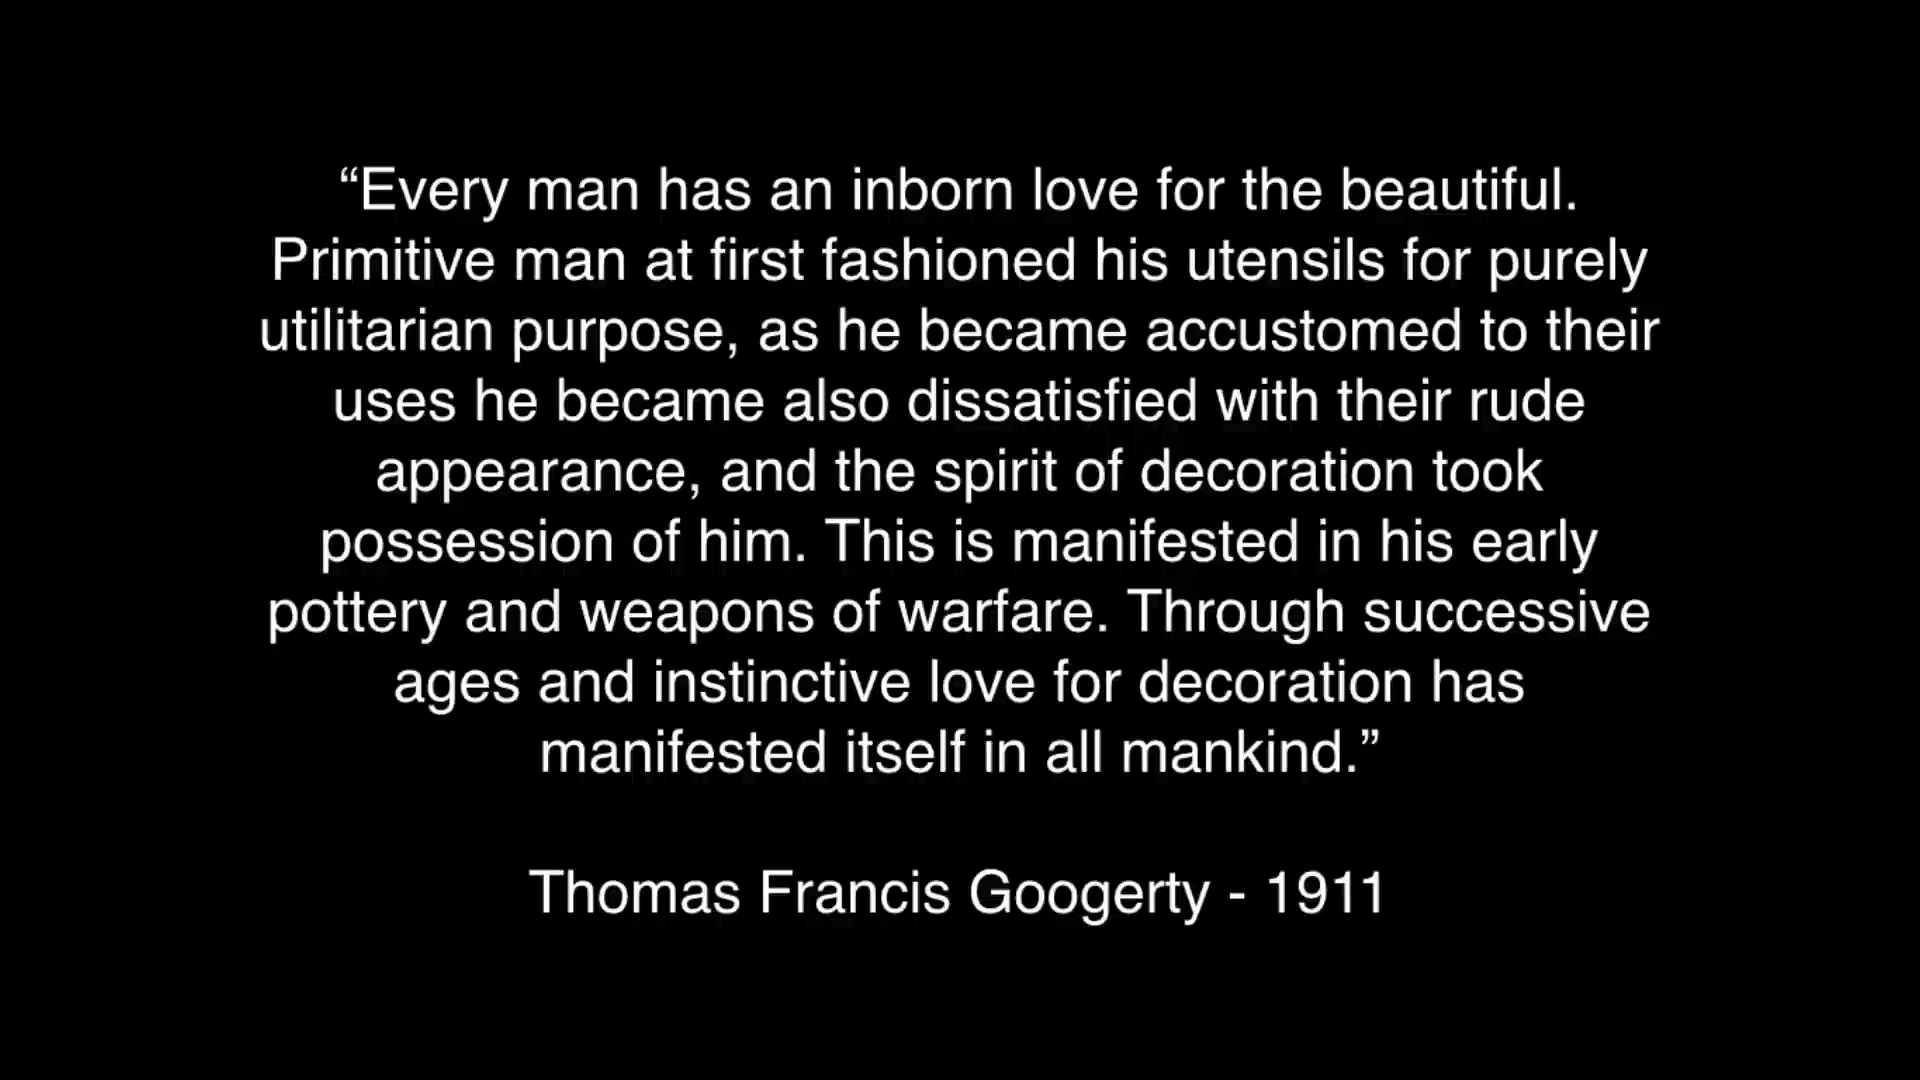 “Every man has an inborn love for the beautiful.
Primitive man at first fashioned his utensils for purely
utilitarian purpose, as he became accustomed to their
uses he became also dissatisfied with their rude
appearance, and the spirit of decoration took
possession of him. This is manifested in his early
pottery and weapons of warfare. Through successive
ages and instinctive love for decoration has
manifested itself in all mankind.”
Thomas Francis Googerty - 1911